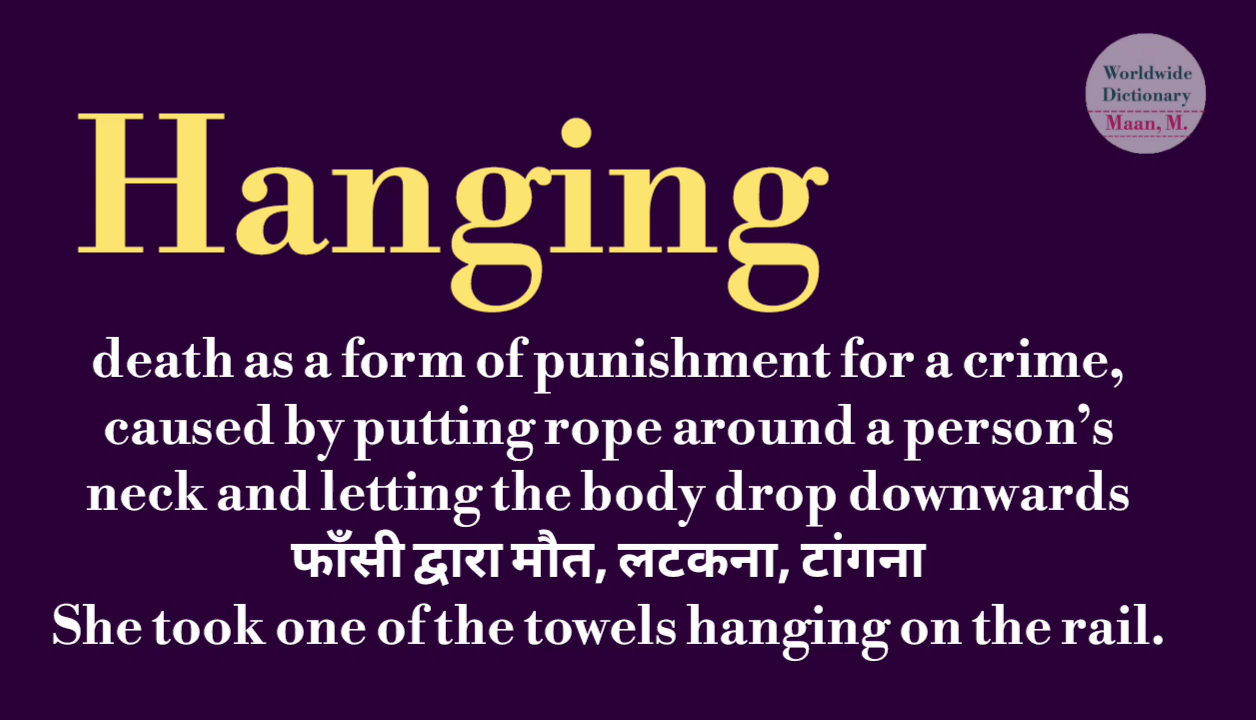 Worldwide
Dictionary
Maan, M.
Hanging
death as a form of punishment for a crime,
caused by putting rope around a person’s
neck and letting the body drop downwards
फाँसी द्वारा मौत, लटकना, टांगना
She took one of the towels hanging on the rail.